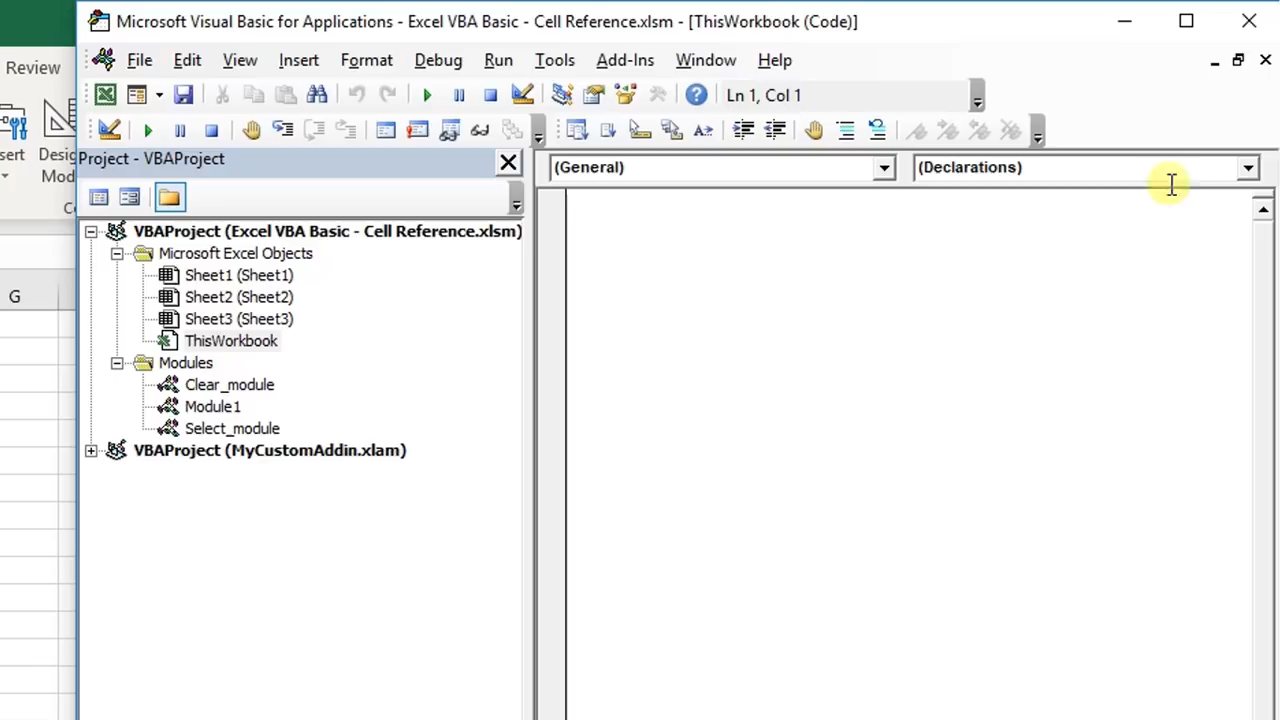 Microsoft Visual Basic for Applications - Excel VBA Basic - Cell Reference.xlsm - [ThisWorkbook (Code)]
File Edit View Insert Format Debug Run Tools Add-Ins Window Help
Review
Ln 1, Col 1
sert Desig
Mod
Project - VBAProject
(General) (Declarations)
VBAProject (Excel VBA Basic - Cell Reference.xlsm)
Microsoft Excel Objects
Sheet1 (Sheet1)
Sheet2 (Sheet2)
G
Sheet3 (Sheet3)
ThisWorkbook
Modules
Clear_module
Module1
Select_module
VBAProject (MyCustomAddin.xlam)